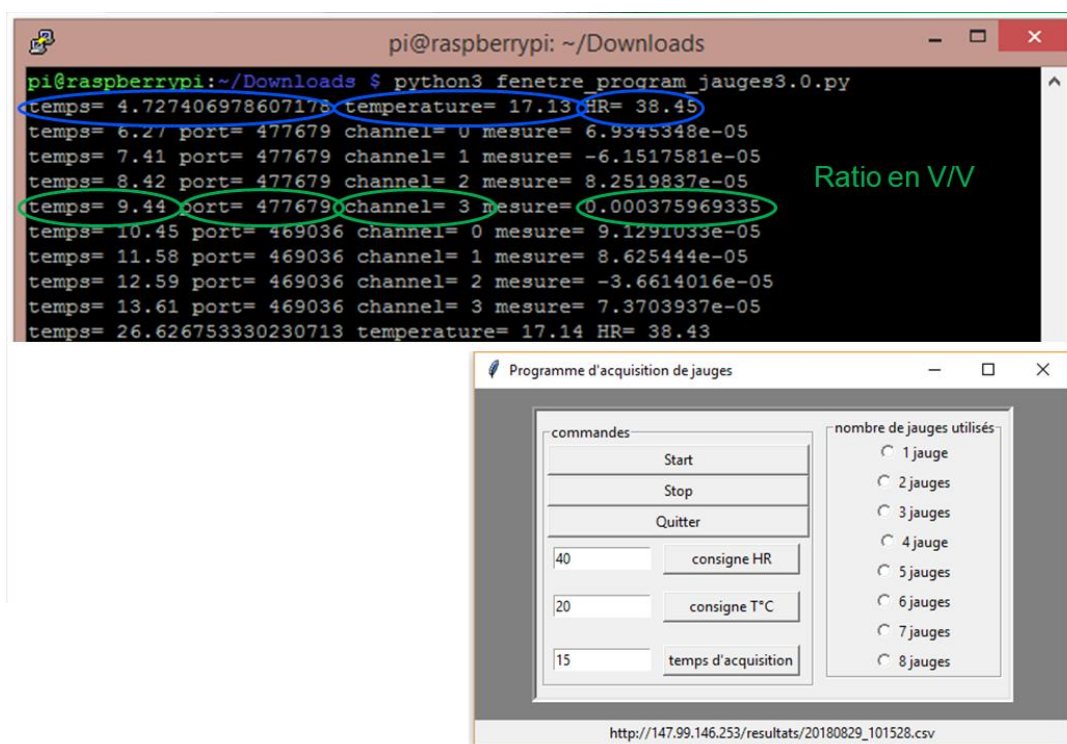 pi@raspberrypi: ~/Downloads
pi@raspberrypi:~/Downloads $ python3 fenetre_program_jauges3.0.py
temps= 4.727406978607178 temperature= 17.13 HR= 38.45
temps= 6.27 port= 477679 channel= 0 mesure= 6.9345348e-05
temps= 7.41 port= 477679 channel= 1 mesure= -6.1517581e-05
temps= 8.42 port= 477679 channel= 2 mesure= 8.2519837e-05
Ratio en V/V
temps= 9.44 port= 477679 channel= 3 mesure= 0.000375969335
temps= 10.45 port= 469036 channel= 0 mesure= 9.1291033e-05
temps= 11.58 port= 469036 channel= 1 mesure= 8.625444e-05
temps= 12.59 port= 469036 channel= 2 mesure= -3.6614016e-05
temps= 13.61 port= 469036 channel= 3 mesure= 7.3703937e-05
temps= 26.626753330230713 temperature= 17.14 HR= 38.43
Programme d'acquisition de jauges
commandes
Start
Stop
Quitter
40 consigne HR
20 consigne T°C
15 temps d'acquisition
nombre de jauges utilisés
1 jauge
2 jauges
3 jauges
4 jauge
5 jauges
6 jauges
7 jauges
8 jauges
http://147.99.146.253/resultats/20180829_101528.csv